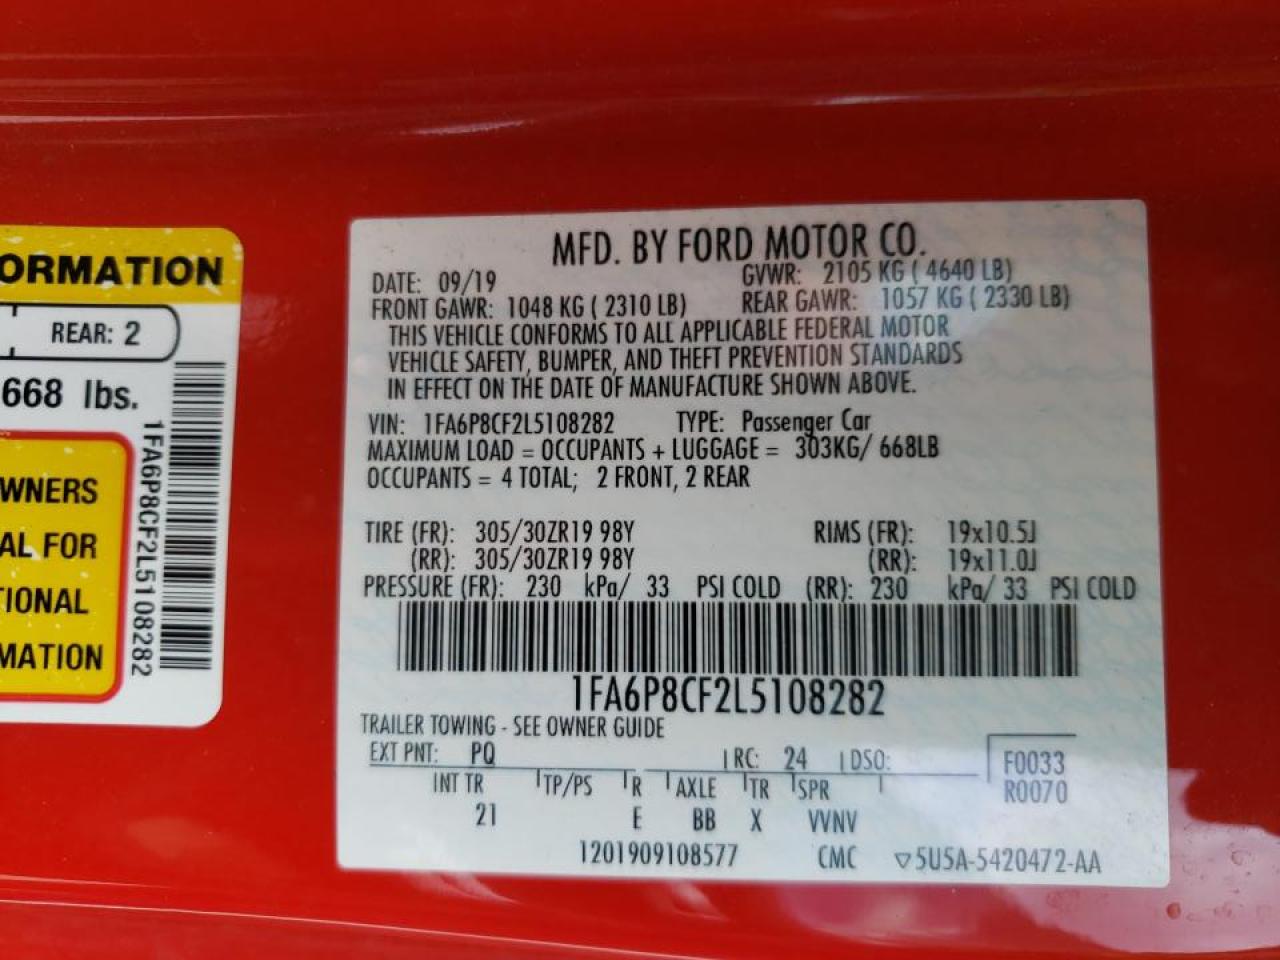 ORMATION
REAR: 2
668 lbs.
WNERS
AL FOR
TIONAL
MATION
1FA6P8CF2L5108282
MFD. BY FORD MOTOR CO.
DATE: 09/19 GVWR: 2105 KG ( 4640 LB)
FRONT GAWR: 1048 KG ( 2310 LB) REAR GAWR: 1057 KG ( 2330 LB)
THIS VEHICLE CONFORMS TO ALL APPLICABLE FEDERAL MOTOR
VEHICLE SAFETY, BUMPER, AND THEFT PREVENTION STANDARDS
IN EFFECT ON THE DATE OF MANUFACTURE SHOWN ABOVE.
VIN: 1FA6P8CF2L5108282 TYPE: Passenger Car
MAXIMUM LOAD = OCCUPANTS + LUGGAGE = 303KG/ 668LB
OCCUPANTS = 4 TOTAL; 2 FRONT, 2 REAR
TIRE (FR): 305/30ZR19 98Y RIMS (FR): 19x10.5J
(RR): 305/30ZR19 98Y (RR): 19x11.0J
PRESSURE (FR): 230 kPa/ 33 PSI COLD (RR): 230 kPa/ 33 PSI COLD
1FA6P8CF2L5108282
TRAILER TOWING - SEE OWNER GUIDE
EXT PNT: PQ RC: 24 DSO: F0033
INT TR TP/PS R AXLE TR SPR R0070
21 E BB X VVNV
1201909108577 CMC ▽5U5A-5420472-AA